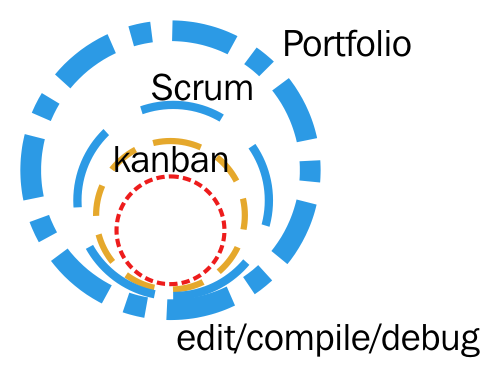 Portfolio
Scrum
kanban
edit/compile/debug